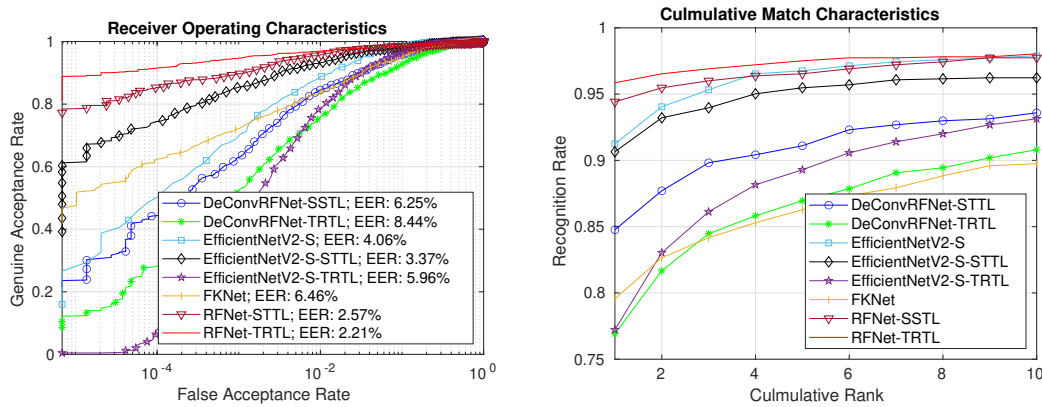 Receiver Operating Characteristics
1
0.8
0.6
0.4
0.2
0
Genuine Acceptance Rate
DeConvRFNet-SSTL; EER: 6.25%
DeConvRFNet-TRTL; EER: 8.44%
EfficientNetV2-S; EER: 4.06%
EfficientNetV2-S-STTL; EER: 3.37%
EfficientNetV2-S-TRTL; EER: 5.96%
FKNet; EER: 6.46%
RFNet-STTL; EER: 2.57%
RFNet-TRTL; EER: 2.21%
10^-4 10^-2 10^0
False Acceptance Rate
Culmulative Match Characteristics
1
0.95
0.9
0.85
0.8
0.75
Recognition Rate
DeConvRFNet-STTL
DeConvRFNet-TRTL
EfficientNetV2-S
EfficientNetV2-S-STTL
EfficientNetV2-S-TRTL
FKNet
RFNet-SSTL
RFNet-TRTL
2 4 6 8 10
Culmulative Rank